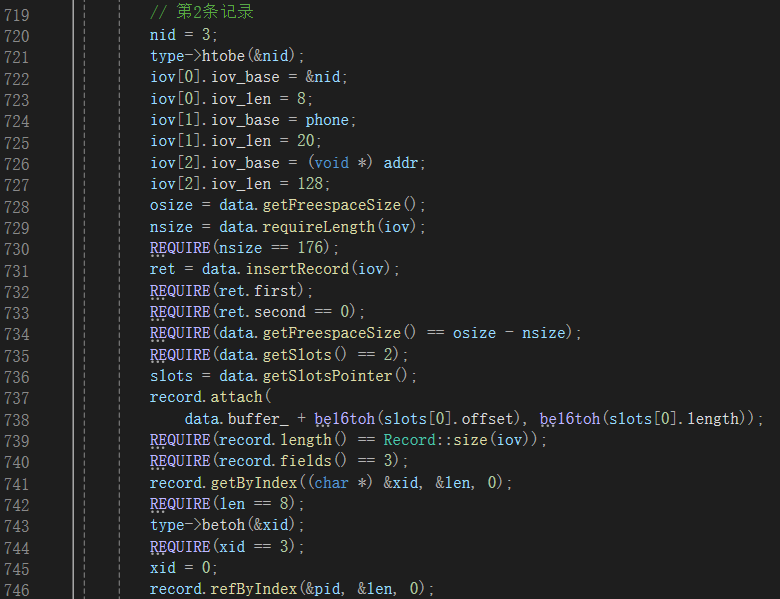 719 // 第2条记录
720 nid = 3;
721 type->htobe(&nid);
722 iov[0].iov_base = &nid;
723 iov[0].iov_len = 8;
724 iov[1].iov_base = phone;
725 iov[1].iov_len = 20;
726 iov[2].iov_base = (void *) addr;
727 iov[2].iov_len = 128;
728 osize = data.getFreespaceSize();
729 nsize = data.requireLength(iov);
730 REQUIRE(nsize == 176);
731 ret = data.insertRecord(iov);
732 REQUIRE(ret.first);
733 REQUIRE(ret.second == 0);
734 REQUIRE(data.getFreespaceSize() == osize - nsize);
735 REQUIRE(data.getSlots() == 2);
736 slots = data.getSlotsPointer();
737 record.attach(
738 data.buffer_ + be16toh(slots[0].offset), be16toh(slots[0].length));
739 REQUIRE(record.length() == Record::size(iov));
740 REQUIRE(record.fields() == 3);
741 record.getByIndex((char *) &xid, &len, 0);
742 REQUIRE(len == 8);
743 type->betoh(&xid);
744 REQUIRE(xid == 3);
745 xid = 0;
746 record.refByIndex(&pid, &len, 0);